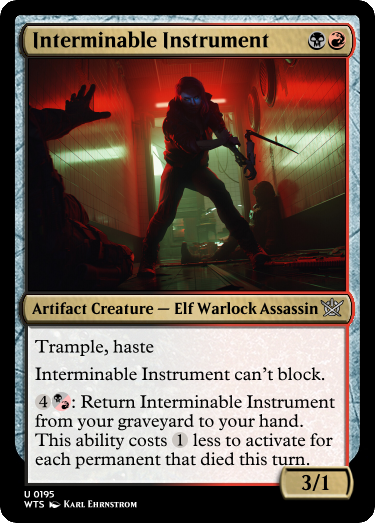 Interminable Instrument
Artifact Creature — Elf Warlock Assassin
Trample, haste
Interminable Instrument can't block.
4: Return Interminable Instrument
from your graveyard to your hand.
This ability costs 1 less to activate for
each permanent that died this turn.
3/1
U 0195
WTS Karl Ehrnstrom